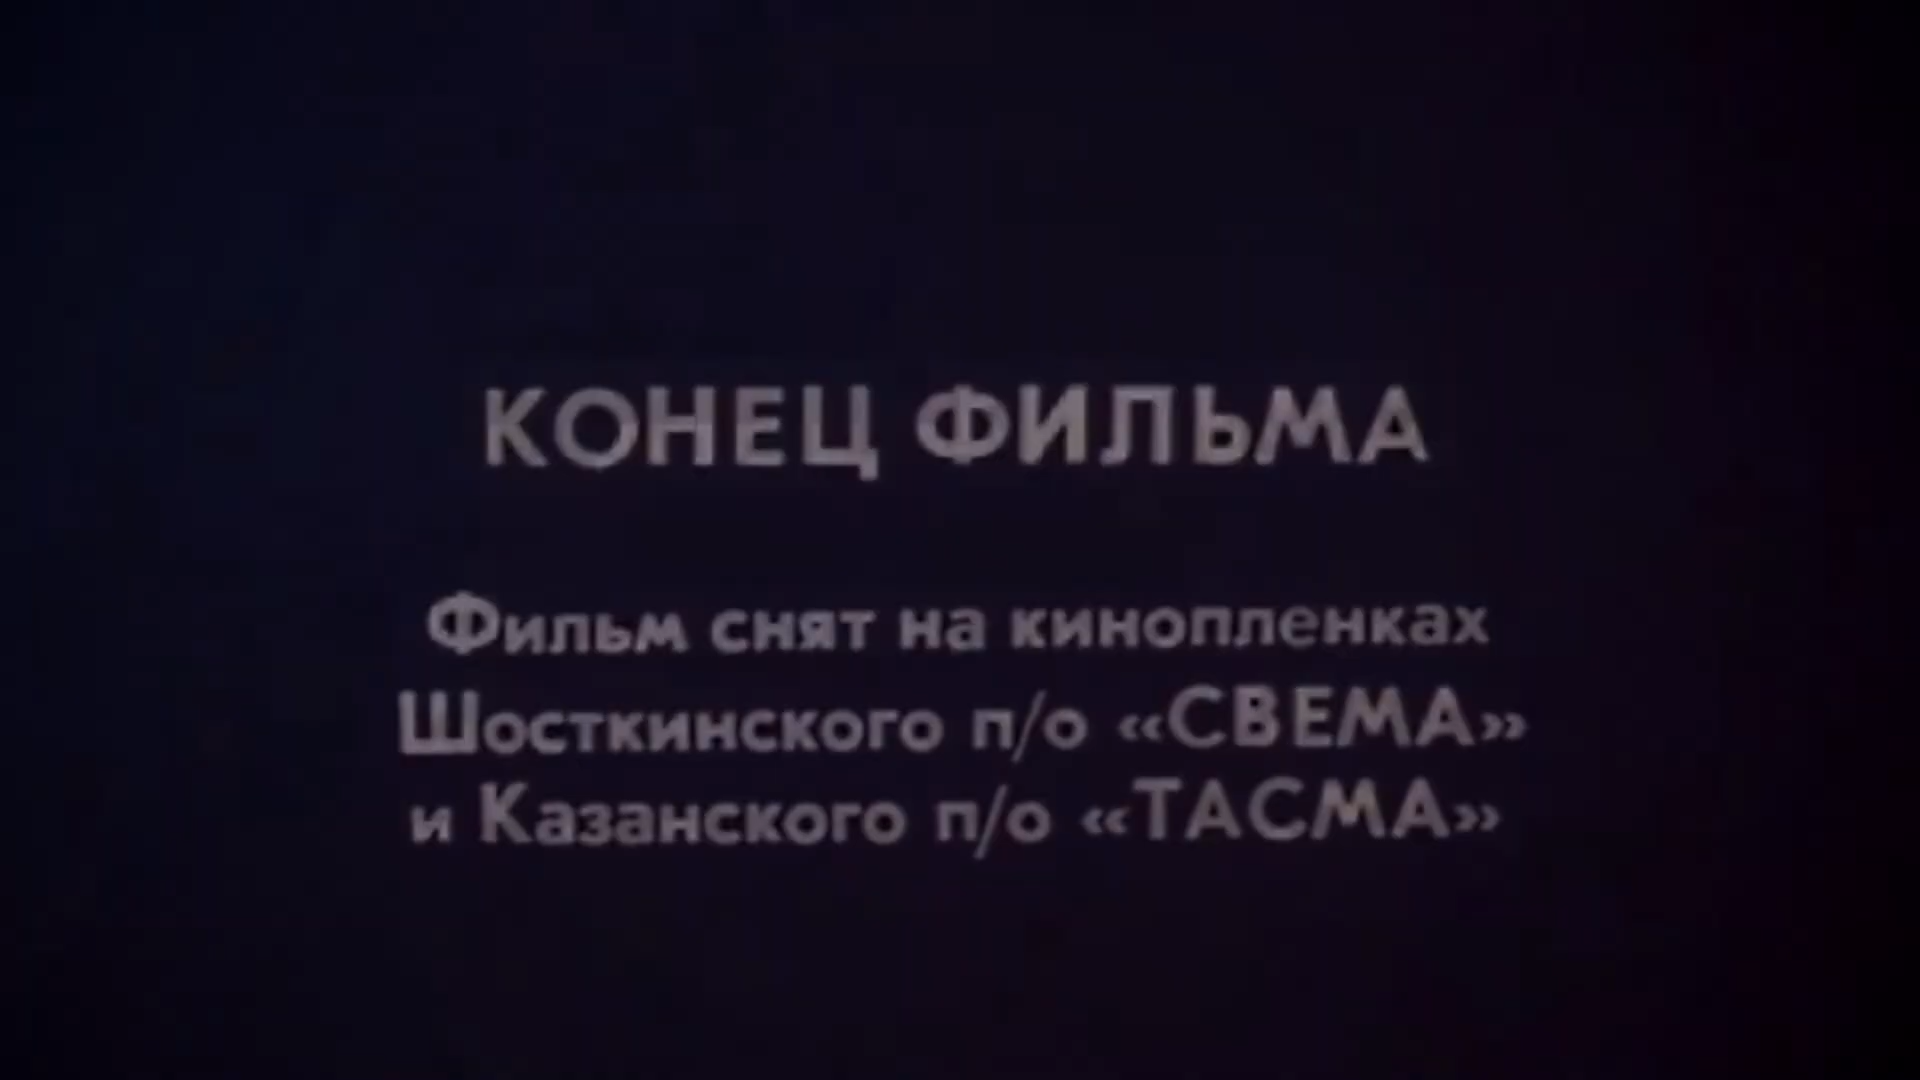 КОНЕЦ ФИЛЬМА
Фильм снят на кинопленках
Шосткинского п/о «СВЕМА»
и Казанского п/о «ТАСМА»